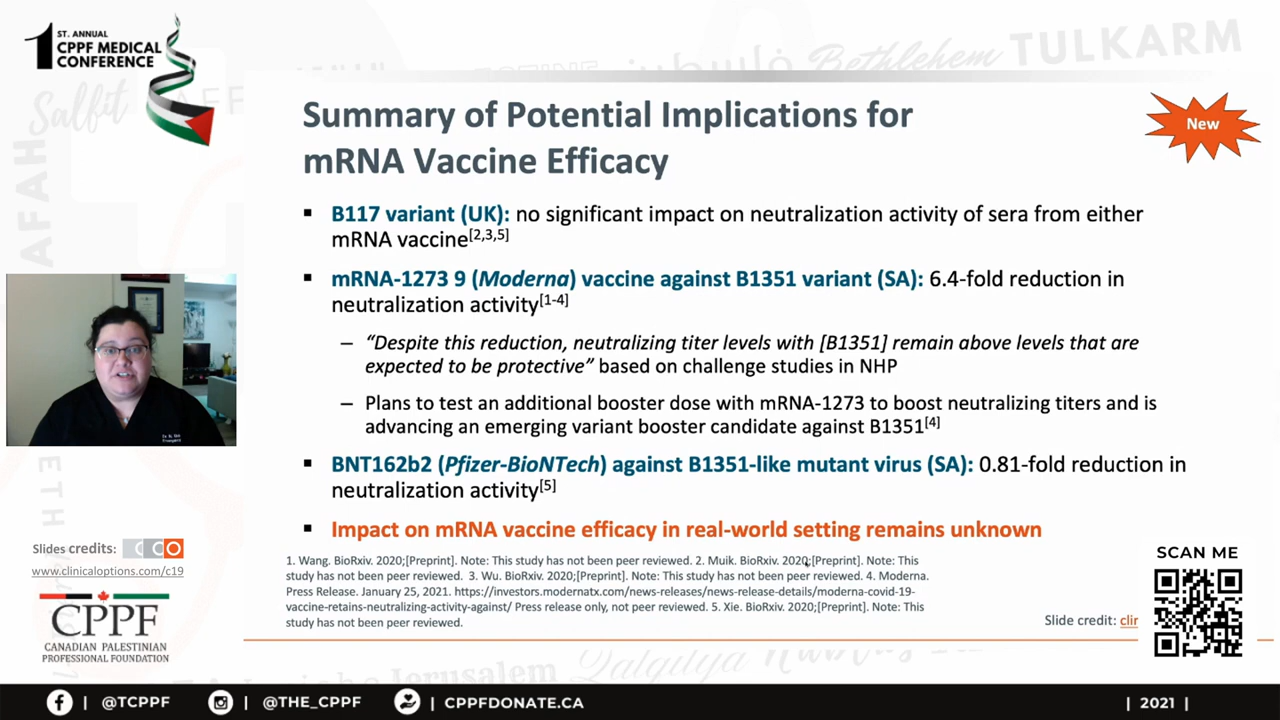 1 ST. ANNUAL
CPPF MEDICAL
CONFERENCE
Salfit
Bethlehem
TULKARM
Summary of Potential Implications for
mRNA Vaccine Efficacy
New
▪ B117 variant (UK): no significant impact on neutralization activity of sera from either
mRNA vaccine[2,3,5]
▪ mRNA-1273 9 (Moderna) vaccine against B1351 variant (SA): 6.4-fold reduction in
neutralization activity[1-4]
– “Despite this reduction, neutralizing titer levels with [B1351] remain above levels that are
expected to be protective” based on challenge studies in NHP
– Plans to test an additional booster dose with mRNA-1273 to boost neutralizing titers and is
advancing an emerging variant booster candidate against B1351[4]
▪ BNT162b2 (Pfizer-BioNTech) against B1351-like mutant virus (SA): 0.81-fold reduction in
neutralization activity[5]
▪ Impact on mRNA vaccine efficacy in real-world setting remains unknown
1. Wang. BioRxiv. 2020;[Preprint]. Note: This study has not been peer reviewed. 2. Muik. BioRxiv. 2020;[Preprint]. Note: This
study has not been peer reviewed. 3. Wu. BioRxiv. 2020;[Preprint]. Note: This study has not been peer reviewed. 4. Moderna.
Press Release. January 25, 2021. https://investors.modernatx.com/news-releases/news-release-details/moderna-covid-19-
vaccine-retains-neutralizing-activity-against/ Press release only, not peer reviewed. 5. Xie. BioRxiv. 2020;[Preprint]. Note: This
study has not been peer reviewed.
Slide credit: clir
SCAN ME
Slides credits: CCO
www.clinicaloptions.com/c19
CPPF
CANADIAN PALESTINIAN
PROFESSIONAL FOUNDATION
Jerusalem
Qalqilya
| @TCPPF
| @THE_CPPF
| CPPFDONATE.CA
| 2021 |